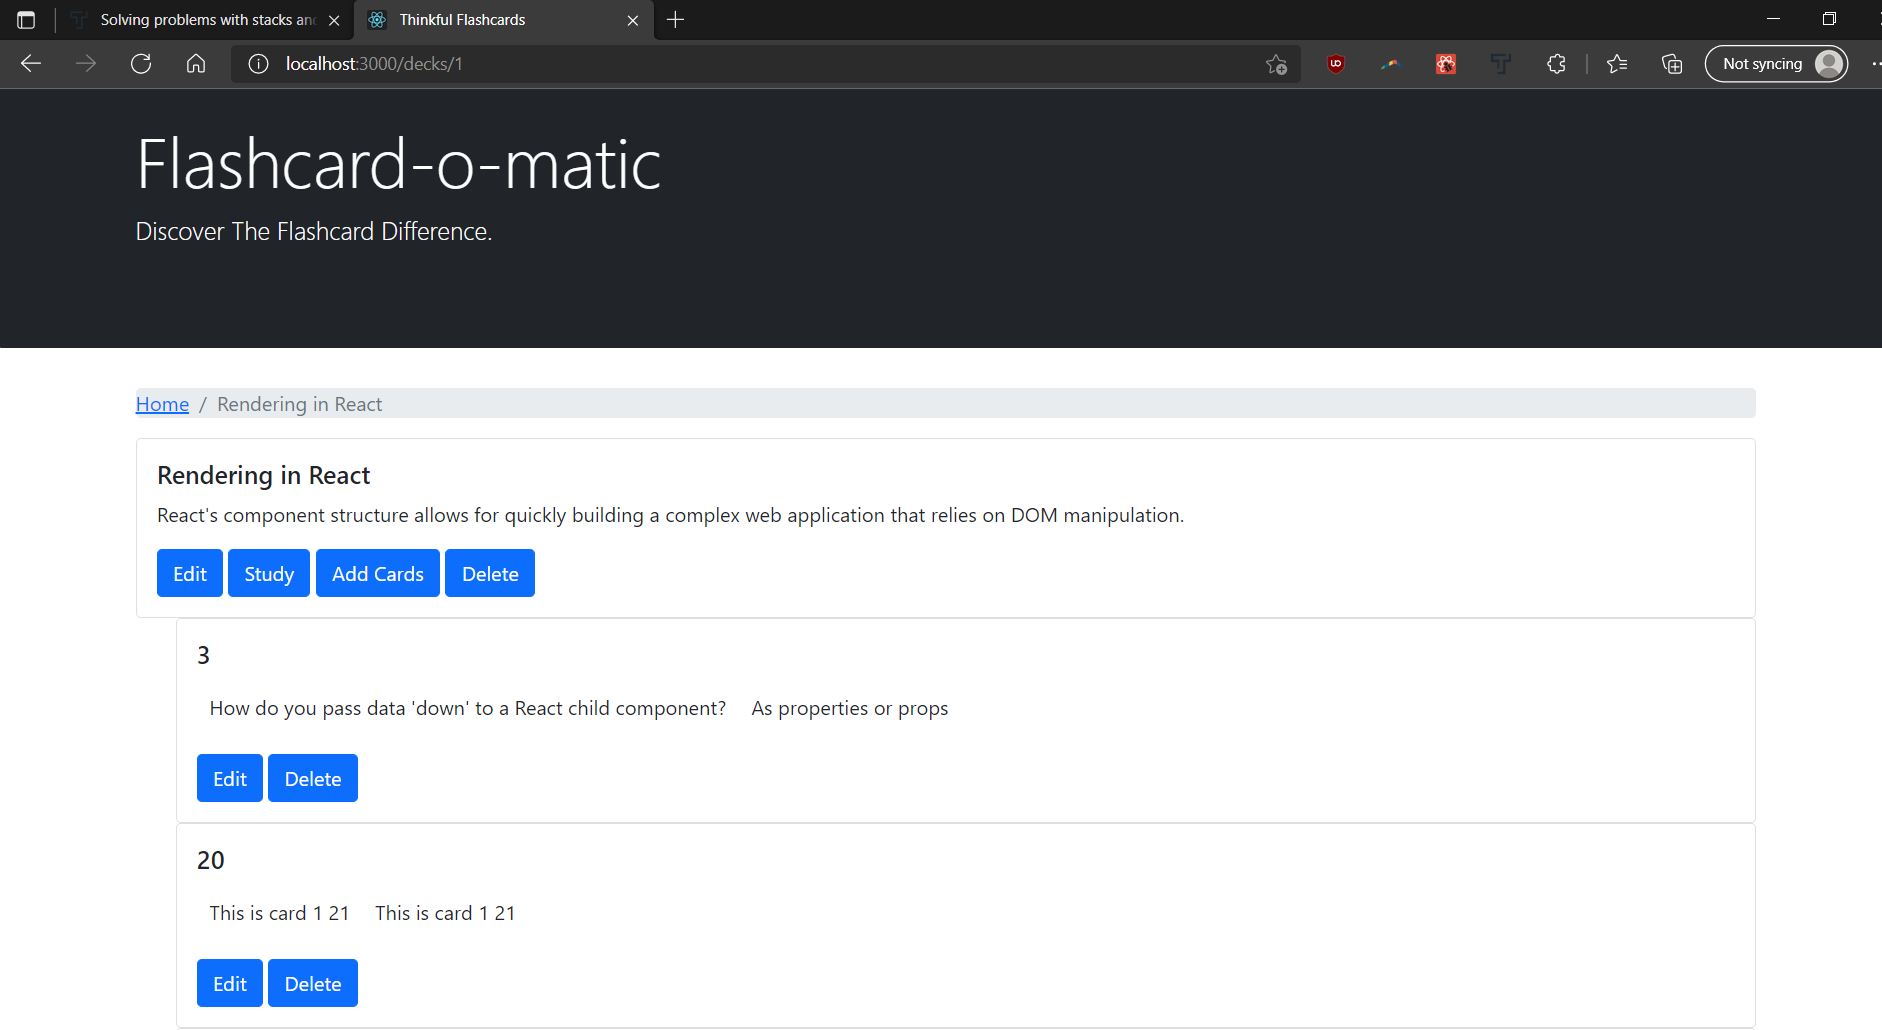 Solving problems with stacks and
Thinkful Flashcards
localhost:3000/decks/1
Not syncing
Flashcard-o-matic
Discover The Flashcard Difference.
Home / Rendering in React
Rendering in React
React's component structure allows for quickly building a complex web application that relies on DOM manipulation.
Edit Study Add Cards Delete
3
How do you pass data 'down' to a React child component? As properties or props
Edit Delete
20
This is card 1 21 This is card 1 21
Edit Delete